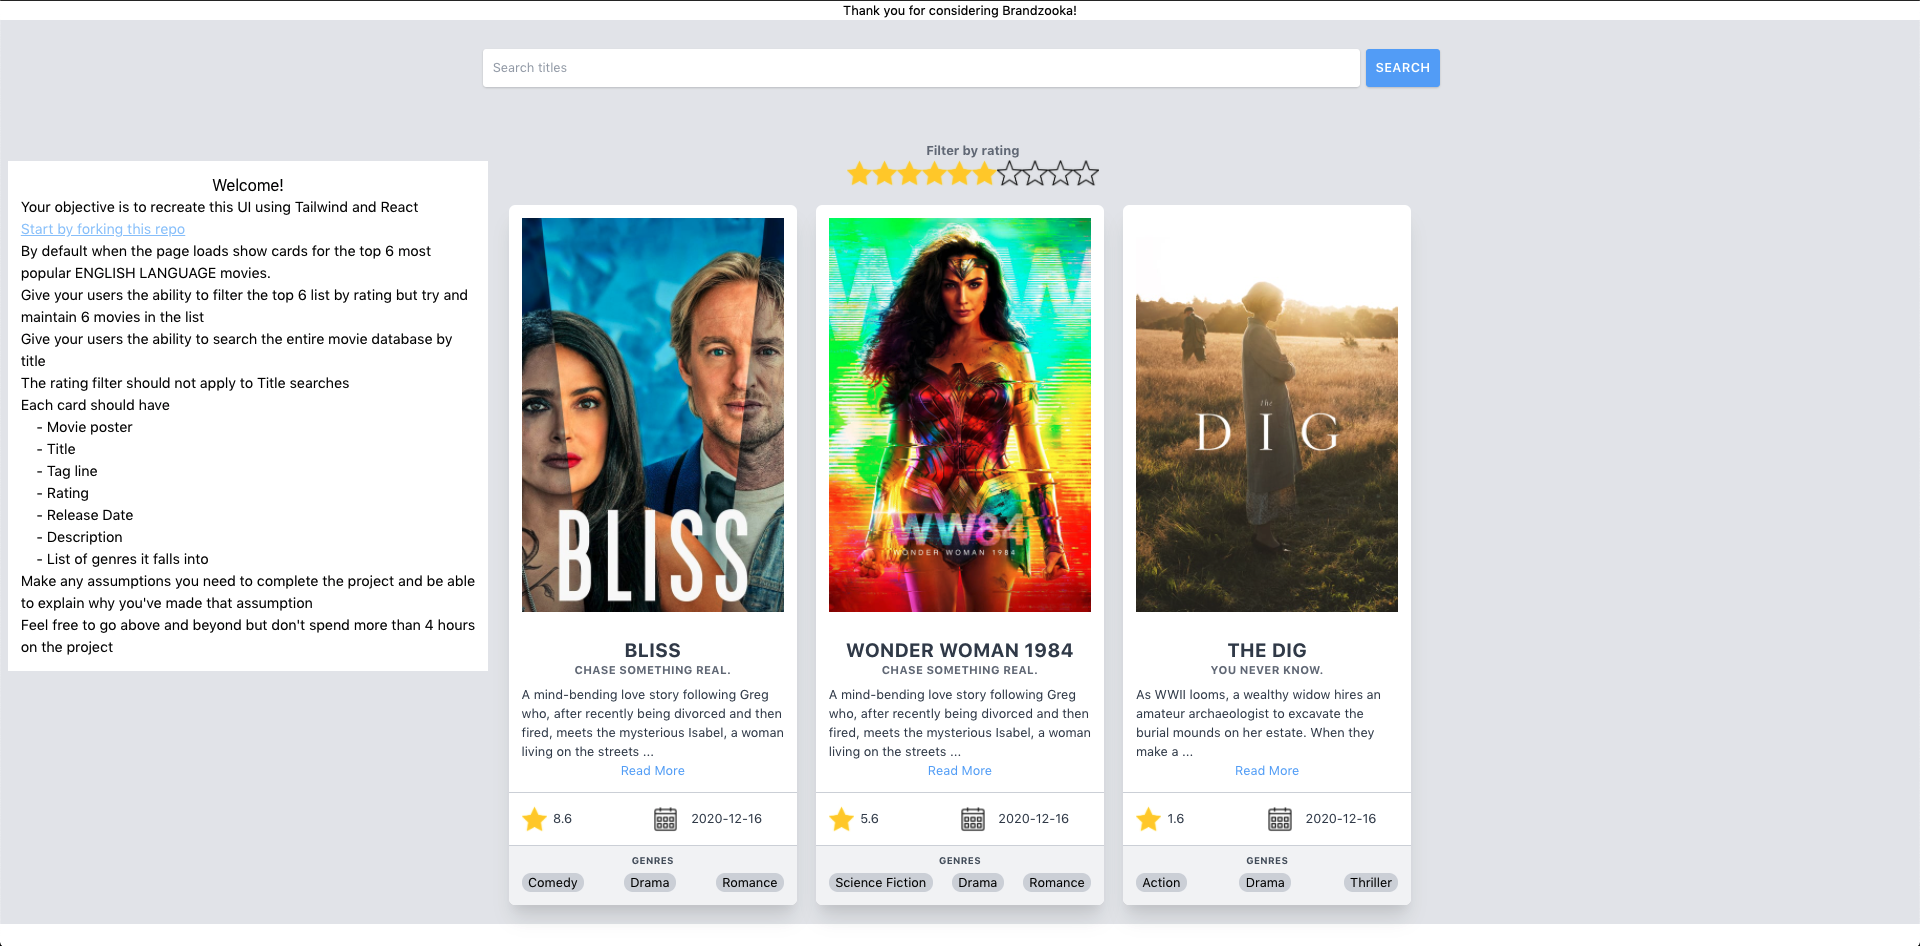 Thank you for considering Brandzooka!
Search titles
SEARCH
Filter by rating
Welcome!
Your objective is to recreate this UI using Tailwind and React
Start by forking this repo
By default when the page loads show cards for the top 6 most
popular ENGLISH LANGUAGE movies.
Give your users the ability to filter the top 6 list by rating but try and
maintain 6 movies in the list
Give your users the ability to search the entire movie database by
title
The rating filter should not apply to Title searches
Each card should have
- Movie poster
- Title
- Tag line
- Rating
- Release Date
- Description
- List of genres it falls into
Make any assumptions you need to complete the project and be able
to explain why you've made that assumption
Feel free to go above and beyond but don't spend more than 4 hours
on the project
BLISS
BLISS
CHASE SOMETHING REAL.
A mind-bending love story following Greg
who, after recently being divorced and then
fired, meets the mysterious Isabel, a woman
living on the streets ...
Read More
8.6
2020-12-16
GENRES
Comedy Drama Romance
WW84
WONDER WOMAN 1984
WONDER WOMAN 1984
CHASE SOMETHING REAL.
A mind-bending love story following Greg
who, after recently being divorced and then
fired, meets the mysterious Isabel, a woman
living on the streets ...
Read More
5.6
2020-12-16
GENRES
Science Fiction Drama Romance
the
DIG
THE DIG
YOU NEVER KNOW.
As WWII looms, a wealthy widow hires an
amateur archaeologist to excavate the
burial mounds on her estate. When they
make a ...
Read More
1.6
2020-12-16
GENRES
Action Drama Thriller